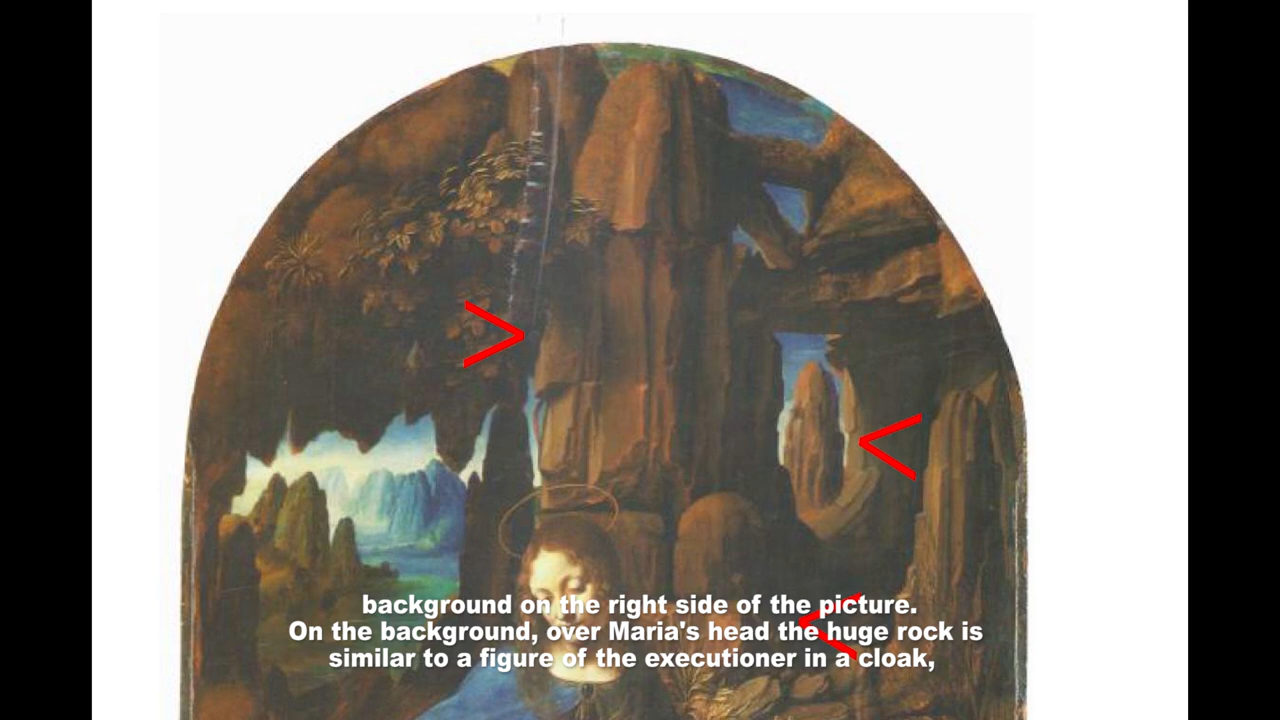 background on the right side of the picture.
On the background, over Maria's head the huge rock is
similar to a figure of the executioner in a cloak,